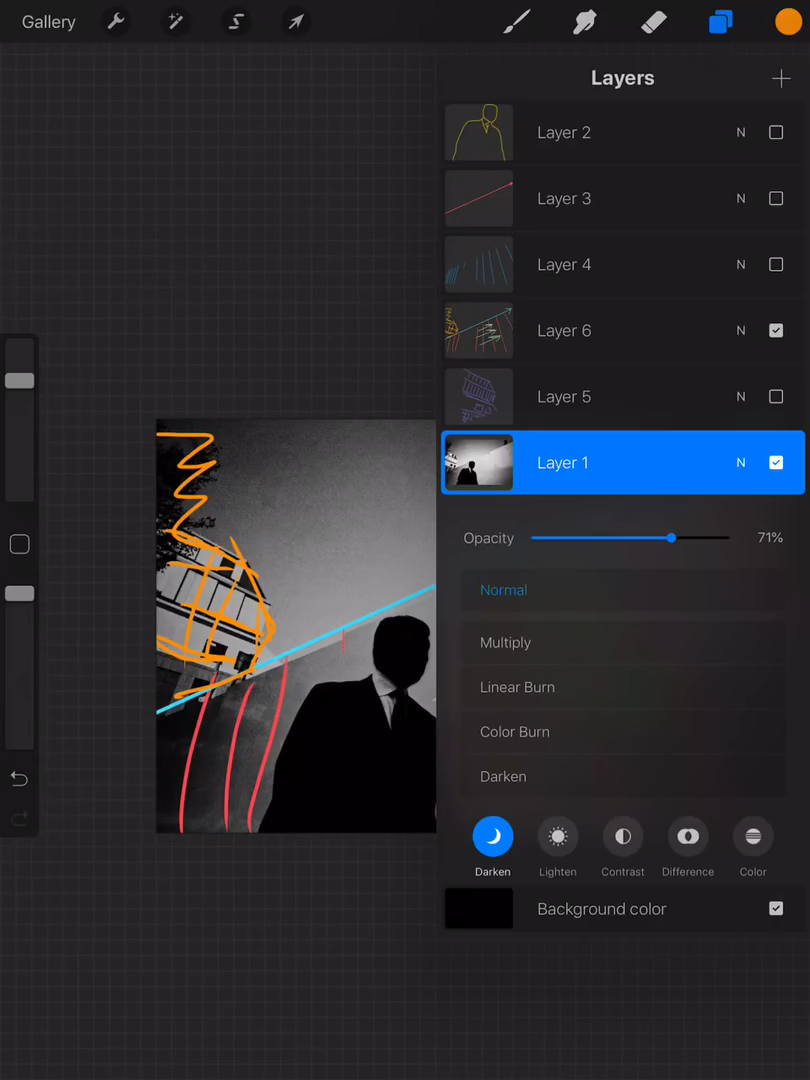 Gallery
Layers
Layer 2 N
Layer 3 N
Layer 4 N
Layer 6 N
Layer 5 N
Layer 1 N
Opacity 71%
Normal
Multiply
Linear Burn
Color Burn
Darken
Darken Lighten Contrast Difference Color
Background color